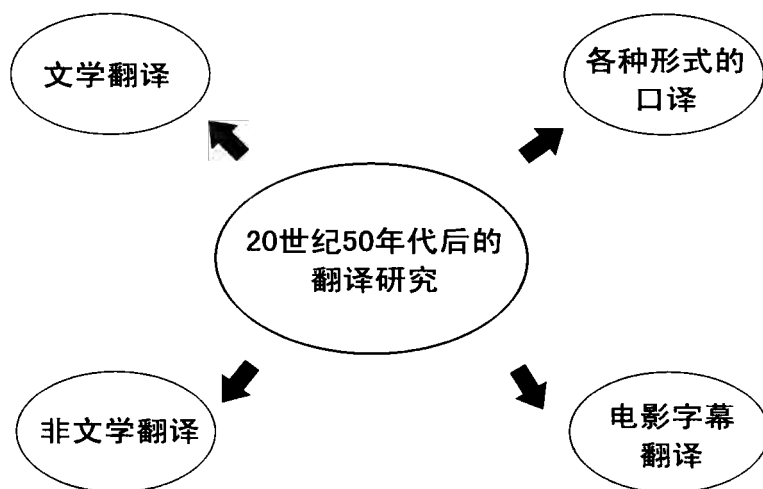 文学翻译
各种形式的
口译
20世纪50年代后的
翻译研究
非文学翻译
电影字幕
翻译